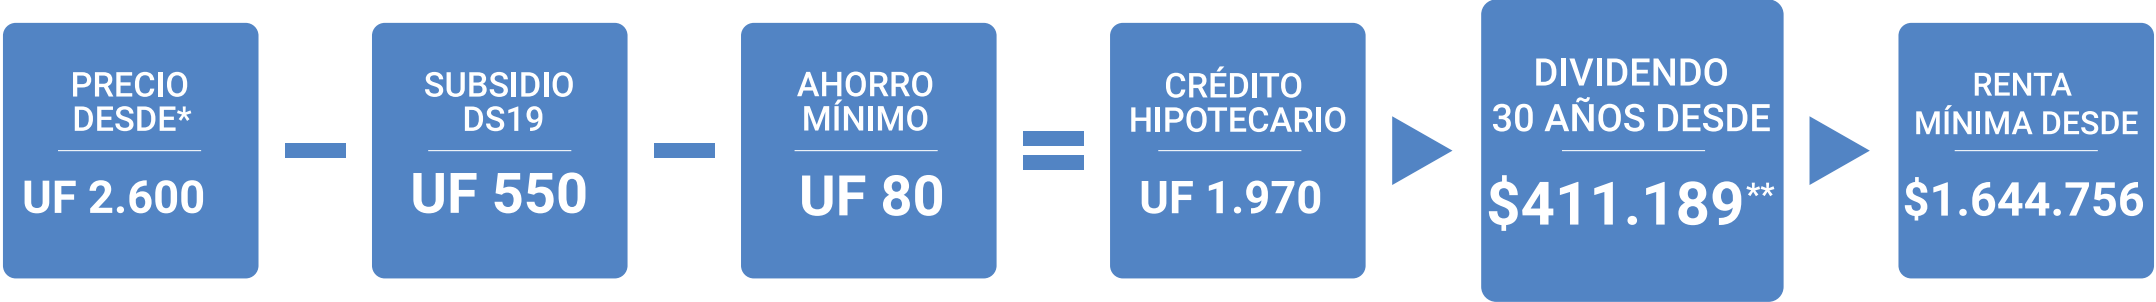 PRECIO
DESDE*
UF 2.600
SUBSIDIO
DS19
UF 550
AHORRO
MÍNIMO
UF 80
CRÉDITO
HIPOTECARIO
UF 1.970
DIVIDENDO
30 AÑOS DESDE
$411.189**
RENTA
MÍNIMA DESDE
$1.644.756